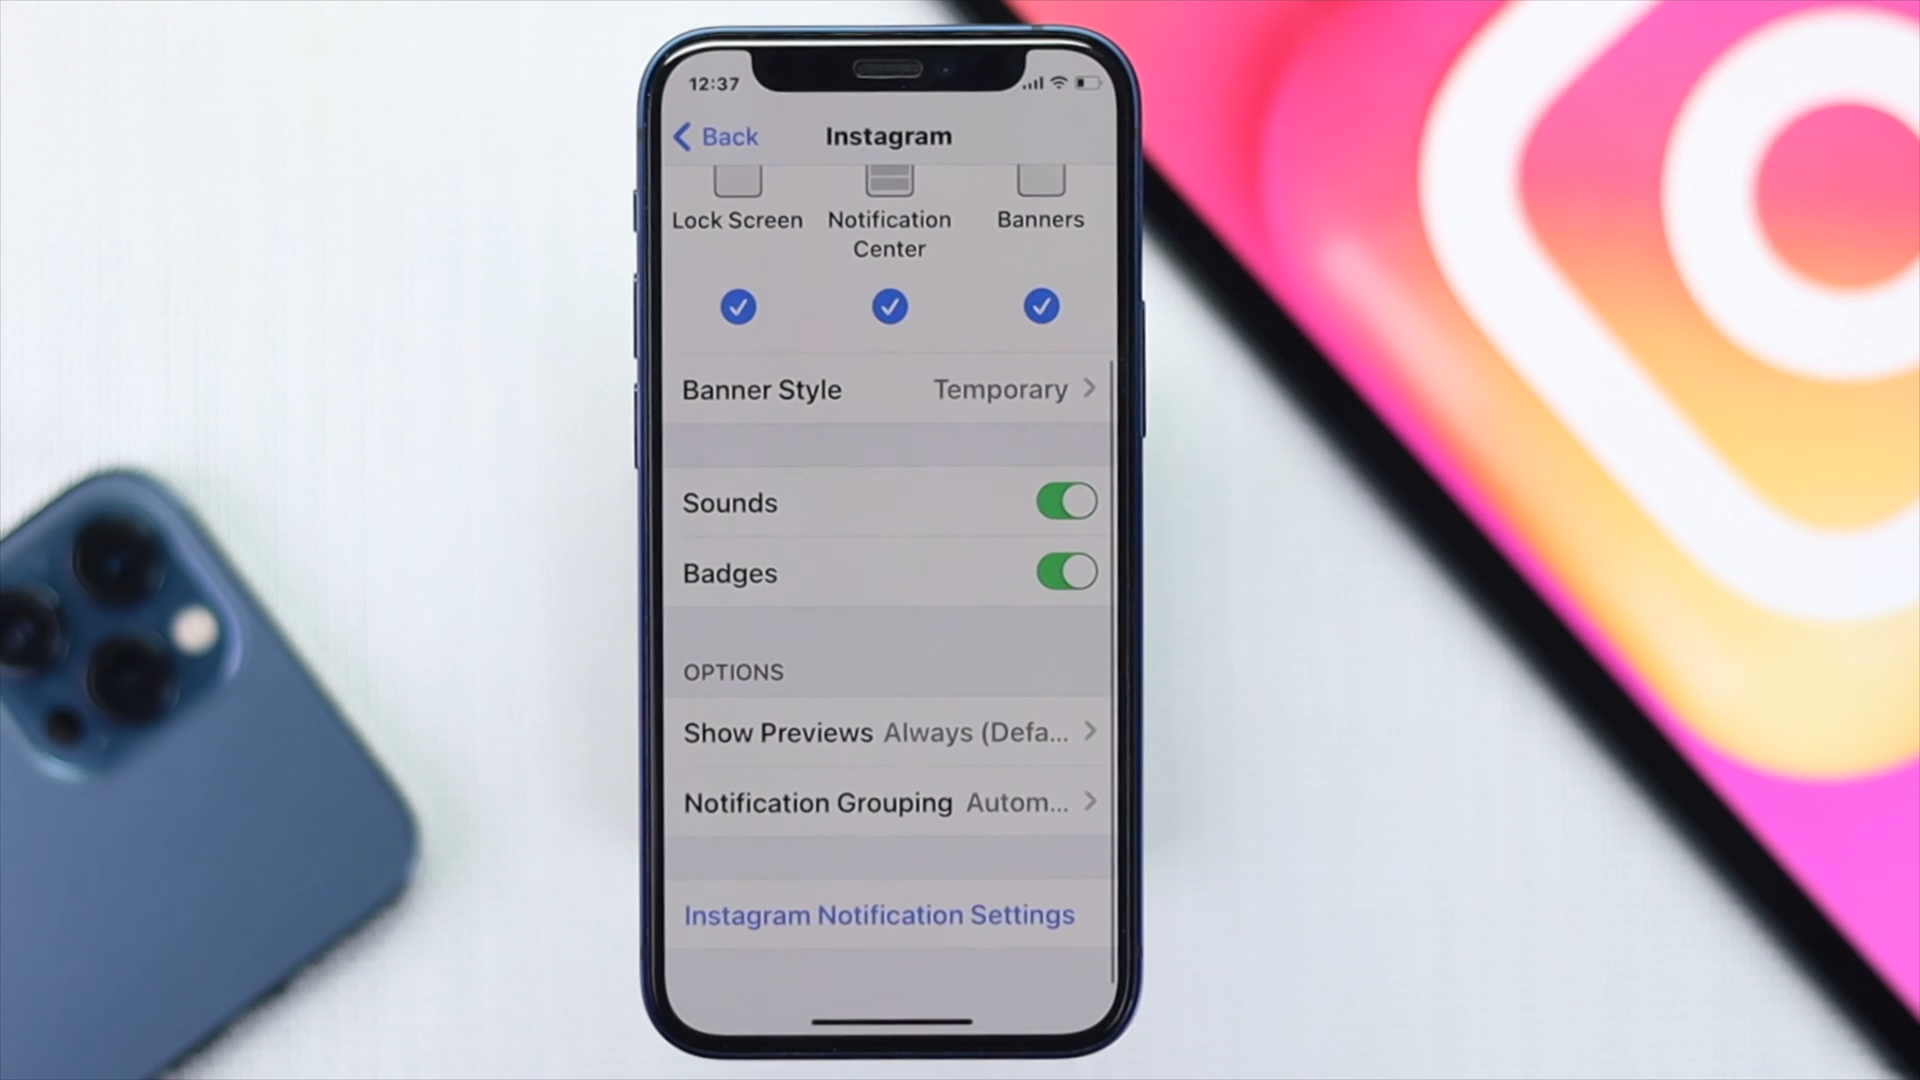 12:37
Back
Instagram
Lock Screen
Notification
Center
Banners
Banner Style Temporary
Sounds
Badges
OPTIONS
Show Previews Always (Defa...
Notification Grouping Autom...
Instagram Notification Settings